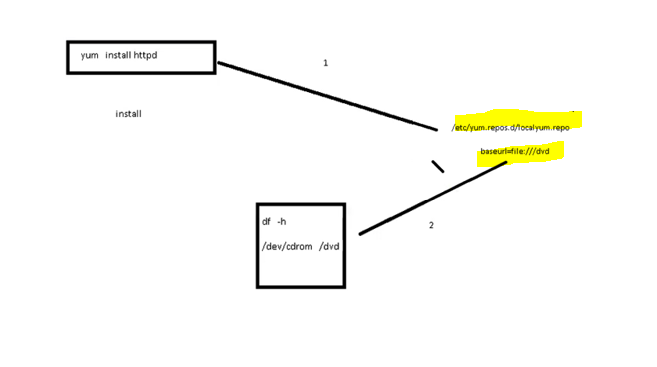 yum install httpd
1
install
/etc/yum.repos.d/localyum.repo
baseurl=file:///dvd
df -h
2
/dev/cdrom /dvd